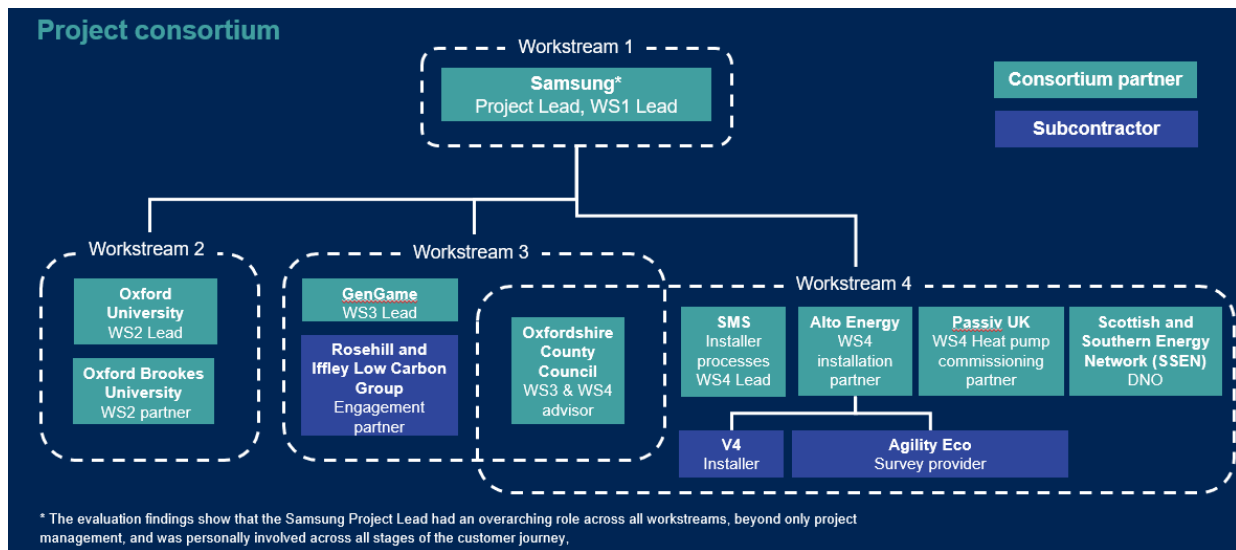 Project consortium
Workstream 1
Samsung*
Project Lead, WS1 Lead
Consortium partner
Subcontractor
Workstream 2
Oxford
University
WS2 Lead
Oxford Brookes
University
WS2 partner
Workstream 3
GenGame
WS3 Lead
Rosehill and
Iffley Low Carbon
Group
Engagement
partner
Oxfordshire
County
Council
WS3 & WS4
advisor
Workstream 4
SMS
Installer
processes
WS4 Lead
Alto Energy
WS4
installation
partner
Passiv UK
WS4 Heat pump
commissioning
partner
Scottish and
Southern Energy
Network (SSEN)
DNO
V4
Installer
Agility Eco
Survey provider
* The evaluation findings show that the Samsung Project Lead had an overarching role across all workstreams, beyond only project
management, and was personally involved across all stages of the customer journey,